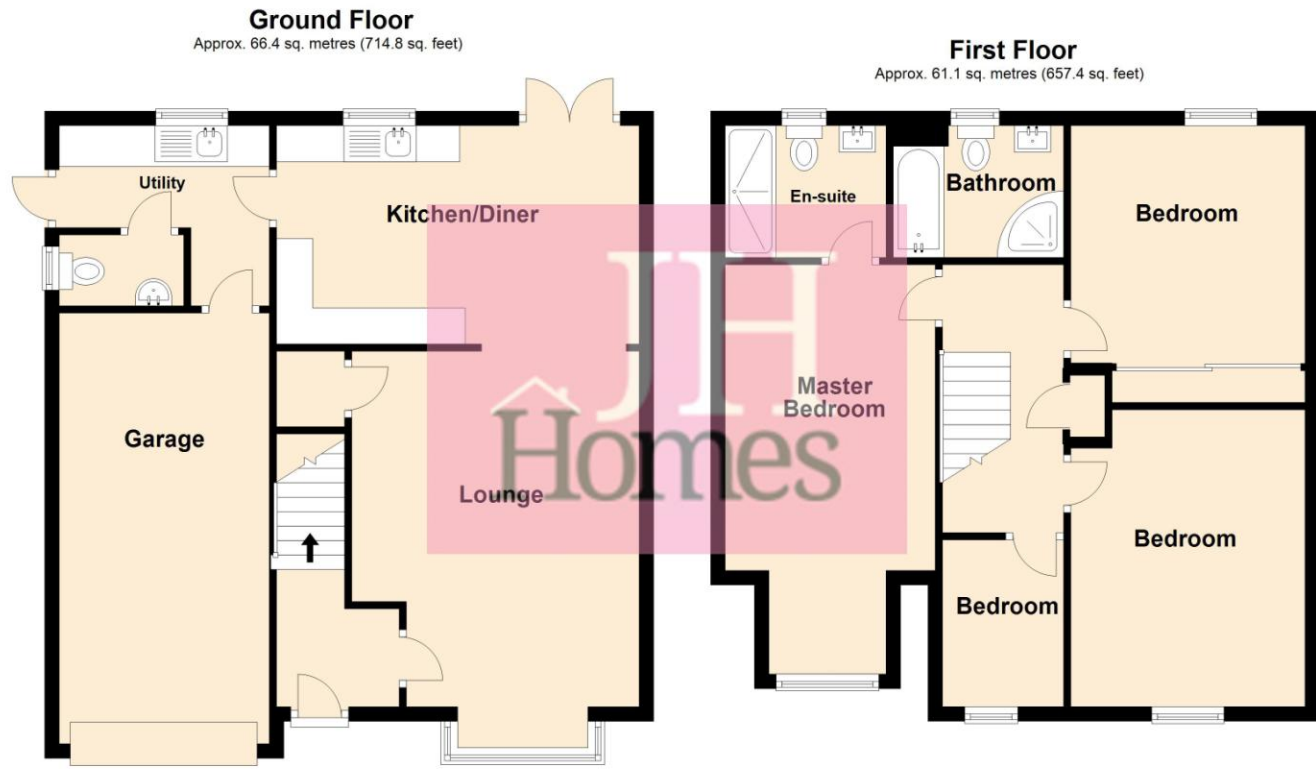 Ground Floor
Approx. 66.4 sq. metres (714.8 sq. feet)
Utility
Kitchen/Diner
Garage
Lounge
First Floor
Approx. 61.1 sq. metres (657.4 sq. feet)
En-suite
Bathroom
Bedroom
Master
Bedroom
Bedroom
Bedroom
JH
Homes